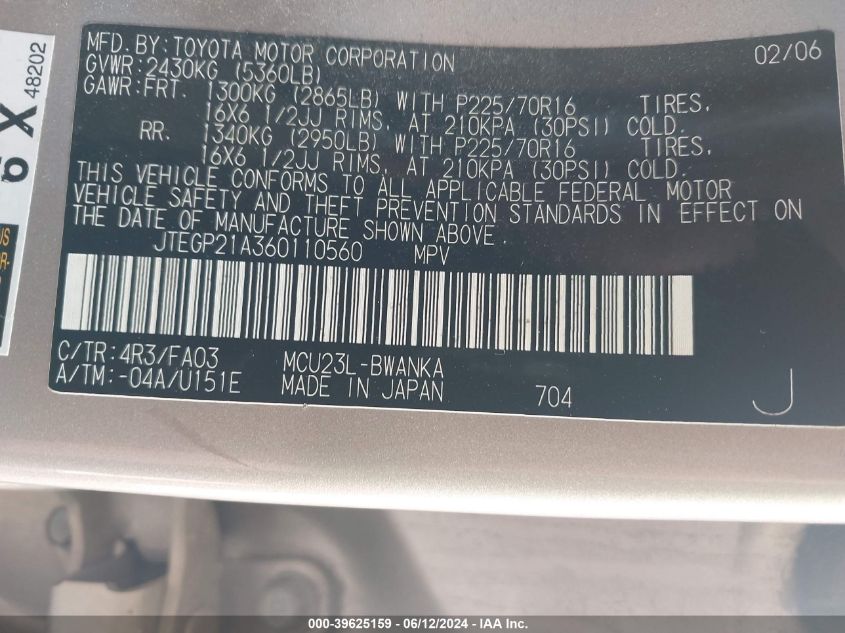 MFD.BY:TOYOTA MOTOR CORPORATION 02/06
GVWR:2430KG (5360LB)
GAWR:FRT. 1300KG (2865LB) WITH P225/70R16 TIRES,
16X6 1/2JJ RIMS, AT 210KPA (30PSI) COLD.
RR. 1340KG (2950LB) WITH P225/70R16 TIRES,
16X6 1/2JJ RIMS, AT 210KPA (30PSI) COLD.
THIS VEHICLE CONFORMS TO ALL APPLICABLE FEDERAL MOTOR
VEHICLE SAFETY AND THEFT PREVENTION STANDARDS IN EFFECT ON
THE DATE OF MANUFACTURE SHOWN ABOVE.
JTEGP21A360110560 MPV
C/TR:4R3/FA03 MCU23L-BWANKA
A/TM:-04A/U151E MADE IN JAPAN 704 J
48202
X
000-39625159 - 06/12/2024 - IAA Inc.